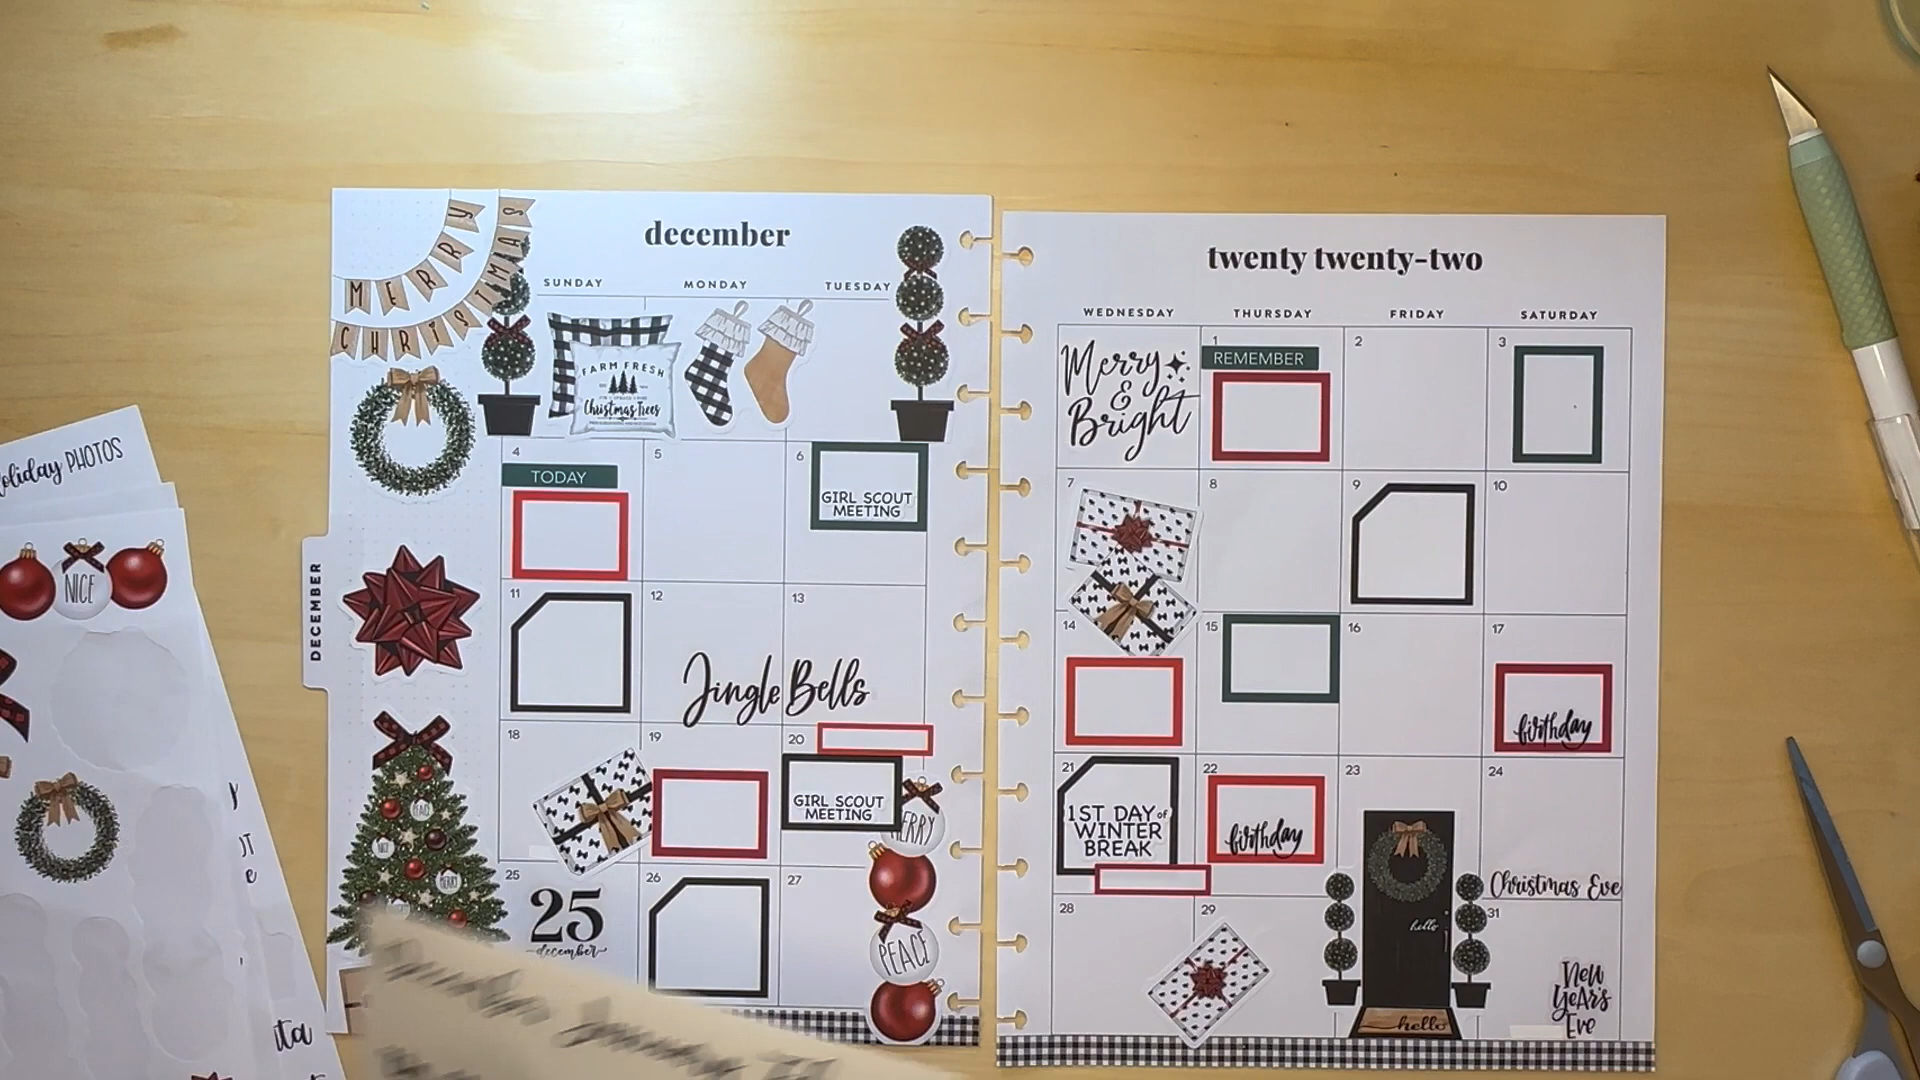 MERRY
CHRISTMAS
december
SUNDAY MONDAY TUESDAY
FARM FRESH
Christmas Trees
4 5 6
TODAY
GIRL SCOUT
MEETING
11 12 13
Jingle Bells
18 19 20
GIRL SCOUT
MEETING
MERRY
25 26 27
25
december
PEACE
DECEMBER
PEACE
NICE
MERRY
twenty twenty-two
WEDNESDAY THURSDAY FRIDAY SATURDAY
Merry
&
Bright
1 2 3
REMEMBER
7 8 9 10
14 15 16 17
birthday
21 22 23 24
1ST DAY of
WINTER
BREAK
birthday
hello
Christmas Eve
28 29 31
New
YeAr's
Eve
hello
Holiday PHOTOS
NICE